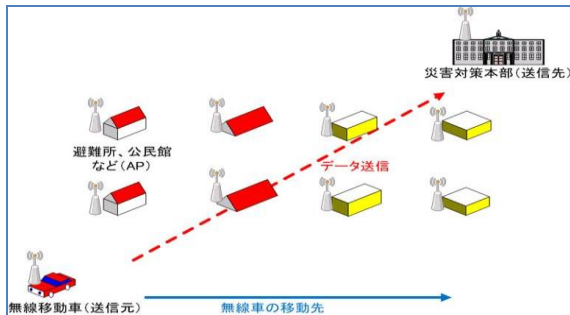 災害対策本部(送信先)
避難所、公民館
など(AP)
データ送信
無線移動車(送信元)
無線車の移動先